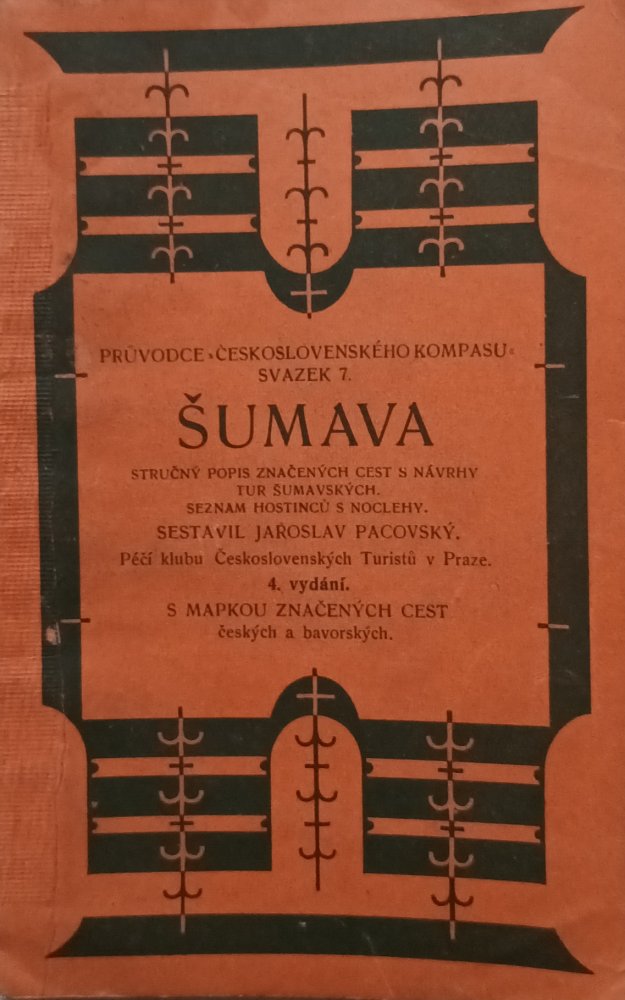 PRŮVODCE »ČESKOSLOVENSKÉHO KOMPASU«
SVAZEK 7.
ŠUMAVA
STRUČNÝ POPIS ZNAČENÝCH CEST S NÁVRHY
TUR ŠUMAVSKÝCH.
SEZNAM HOSTINCŮ S NOCLEHY.
SESTAVIL JAROSLAV PACOVSKÝ.
Péčí klubu Československých Turistů v Praze.
4. vydání.
S MAPKOU ZNAČENÝCH CEST
českých a bavorských.